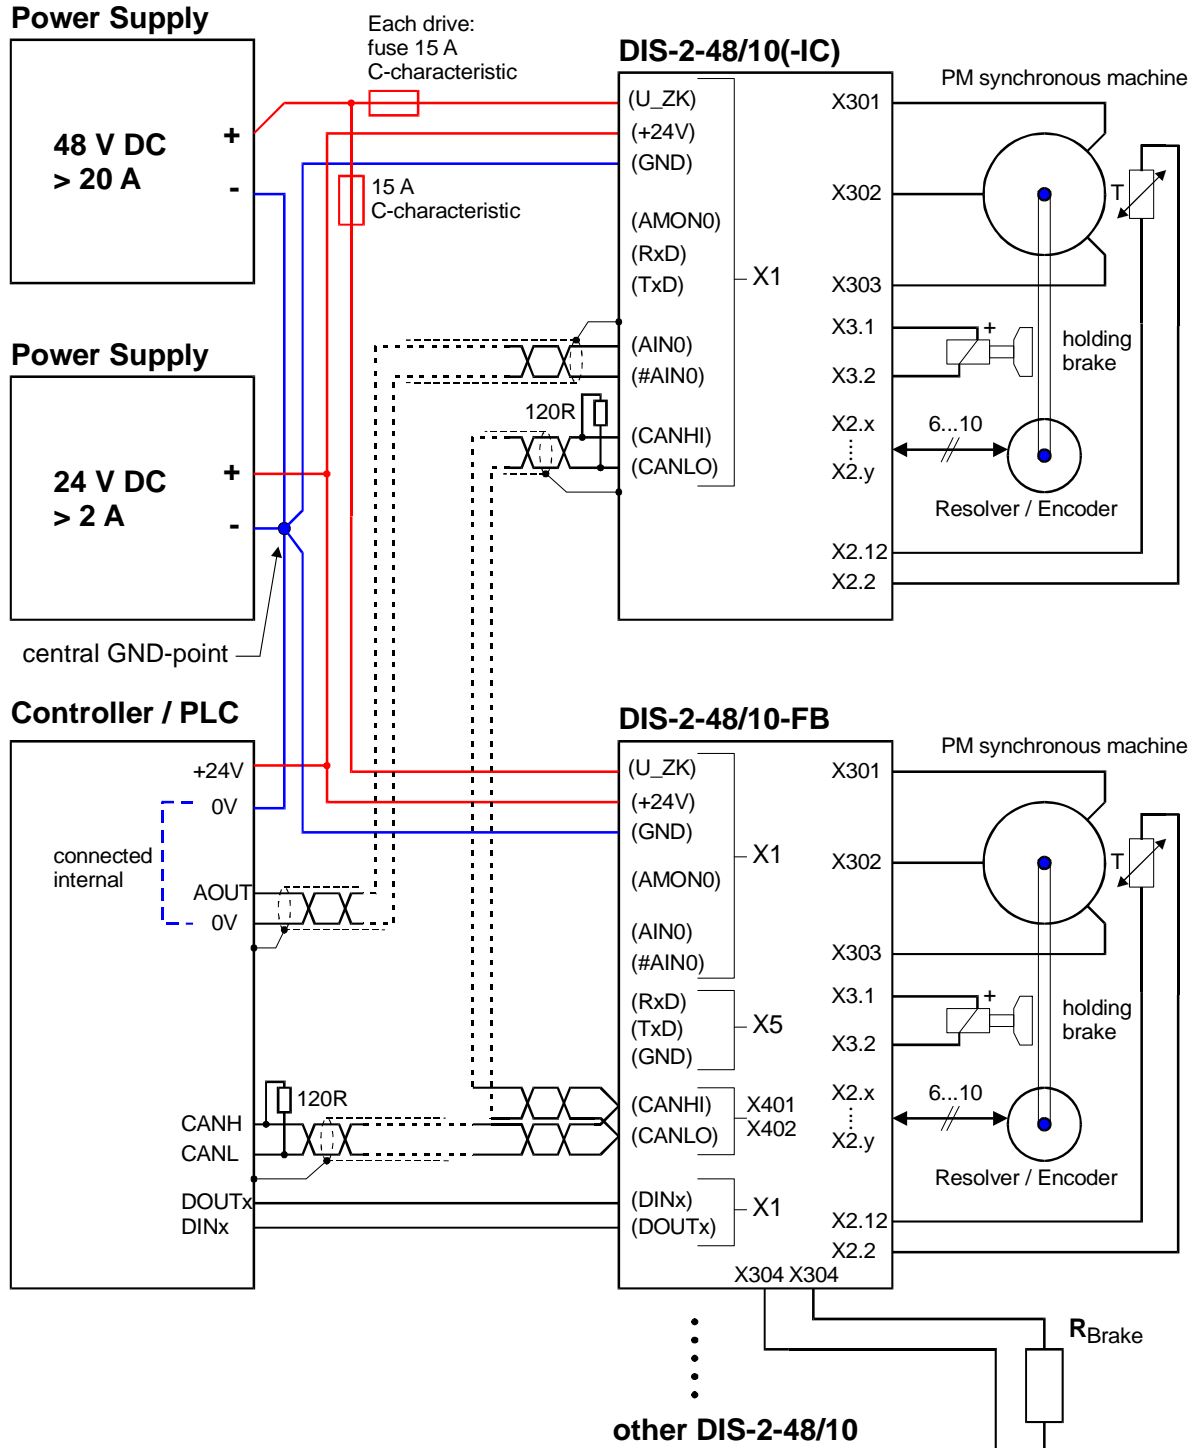 Power Supply
48 V DC
> 20 A
+
-
Each drive:
fuse 15 A
C-characteristic
15 A
C-characteristic
DIS-2-48/10(-IC)
(U_ZK)
(+24V)
(GND)
(AMON0)
(RxD)
(TxD)
X1
(AIN0)
(#AIN0)
120R
(CANHI)
(CANLO)
X301
X302
X303
X3.1
X3.2
X2.x
X2.y
X2.12
X2.2
PM synchronous machine
T
+
holding
brake
6...10
Resolver / Encoder
Power Supply
24 V DC
> 2 A
+
-
central GND-point
Controller / PLC
+24V
0V
connected
internal
AOUT
0V
120R
CANH
CANL
DOUTx
DINx
DIS-2-48/10-FB
(U_ZK)
(+24V)
(GND)
X1
(AMON0)
(AIN0)
(#AIN0)
(RxD)
(TxD)
(GND)
X5
(CANHI)
(CANLO)
X401
X402
(DINx)
(DOUTx)
X1
X301
X302
X303
X3.1
X3.2
X2.x
X2.y
X2.12
X2.2
X304 X304
PM synchronous machine
T
+
holding
brake
6...10
Resolver / Encoder
RBrake
other DIS-2-48/10